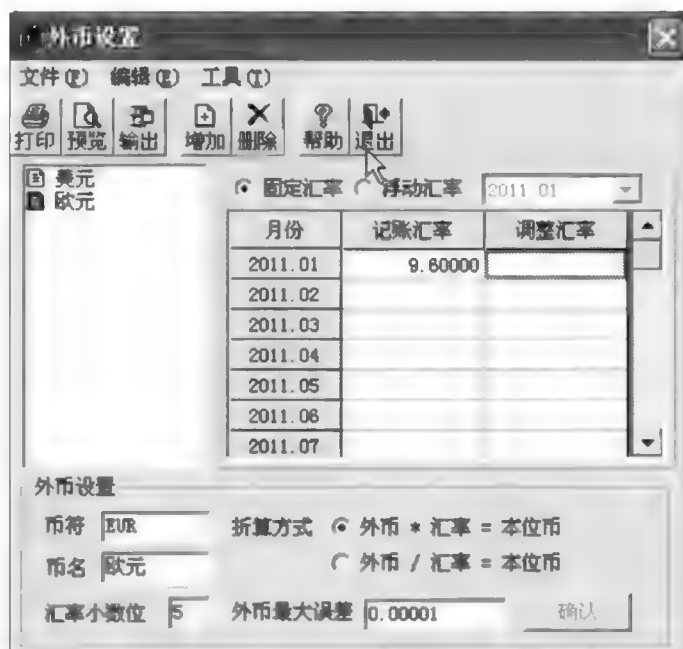 外币设置
文件(F) 编辑(E) 工具(T)
打印 预览 输出 增加 删除 帮助 退出
美元
欧元
固定汇率 浮动汇率 2011 01
月份 记账汇率 调整汇率
2011.01 9.60000
2011.02
2011.03
2011.04
2011.05
2011.06
2011.07
外币设置
币符 EUR 折算方式 外币 * 汇率 = 本位币
币名 欧元 外币 / 汇率 = 本位币
汇率小数位 5 外币最大误差 0.00001 确认